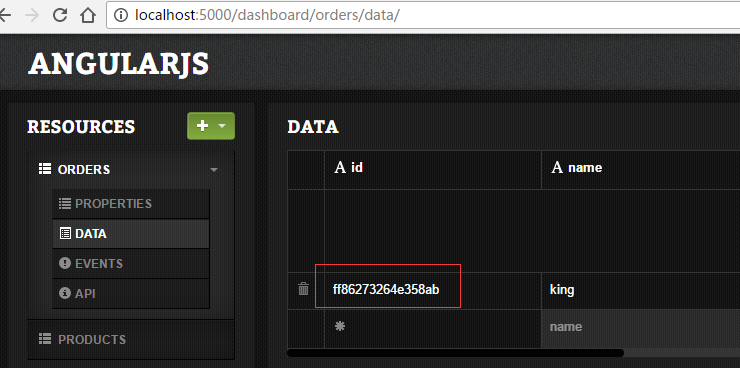 localhost:5000/dashboard/orders/data/
ANGULARJS
RESOURCES
ORDERS
PROPERTIES
DATA
EVENTS
API
PRODUCTS
DATA
A id
A name
ff86273264e358ab
king
name